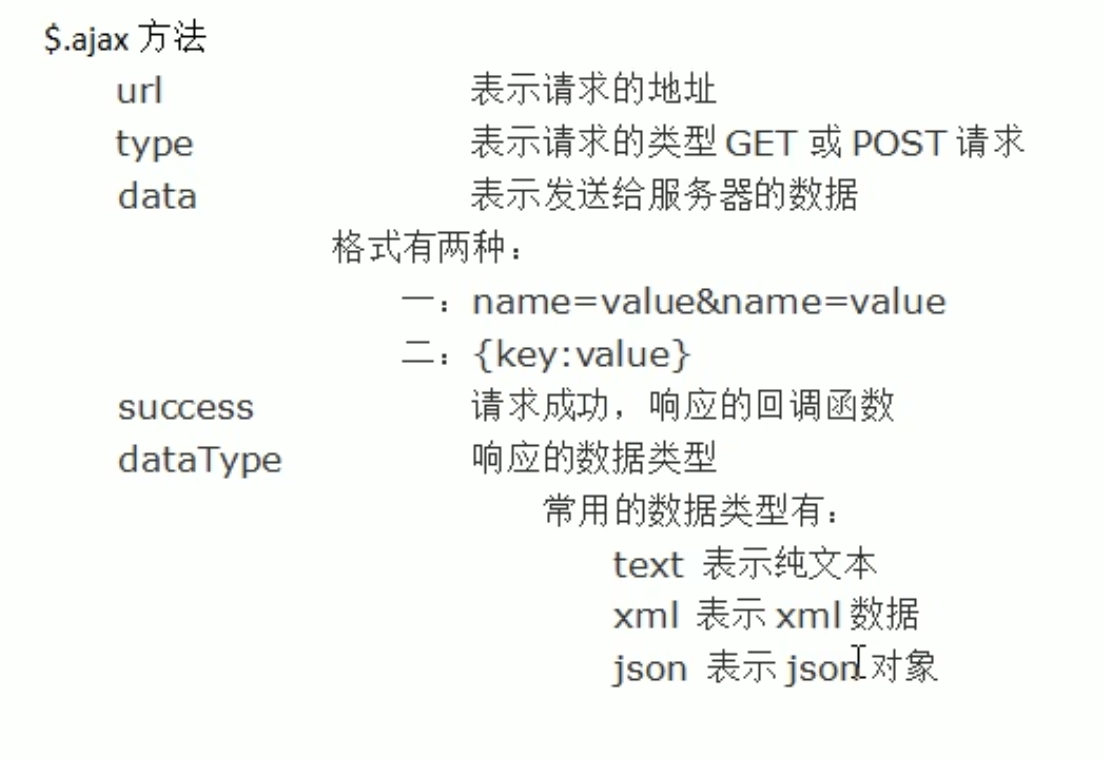 $.ajax 方法
url 表示请求的地址
type 表示请求的类型 GET 或 POST 请求
data 表示发送给服务器的数据
格式有两种：
一：name=value&name=value
二：{key:value}
success 请求成功，响应的回调函数
dataType 响应的数据类型
常用的数据类型有：
text 表示纯文本
xml 表示 xml 数据
json 表示 json 对象